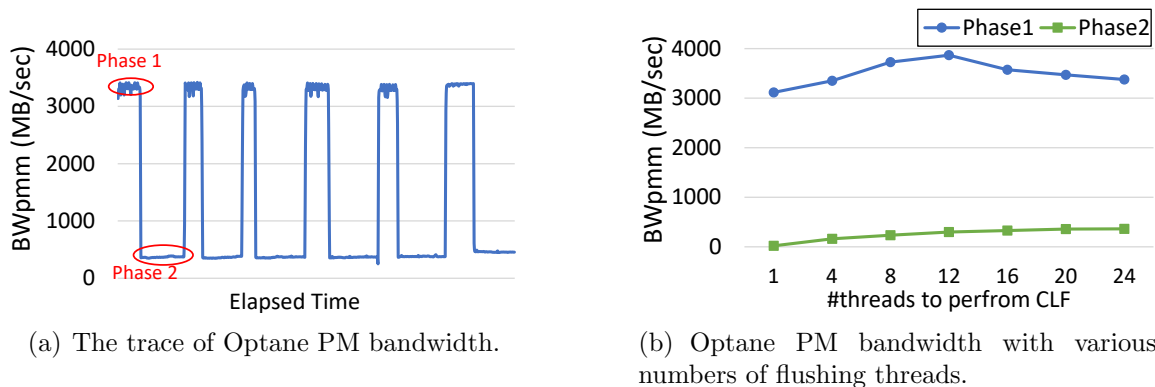 BWpmm (MB/sec)
4000
3000
2000
1000
0
Phase 1
Phase 2
Elapsed Time
(a) The trace of Optane PM bandwidth.
Phase1
Phase2
BWpmm (MB/sec)
4000
3000
2000
1000
0
1 4 8 12 16 20 24
#threads to perfrom CLF
(b) Optane PM bandwidth with various
numbers of flushing threads.